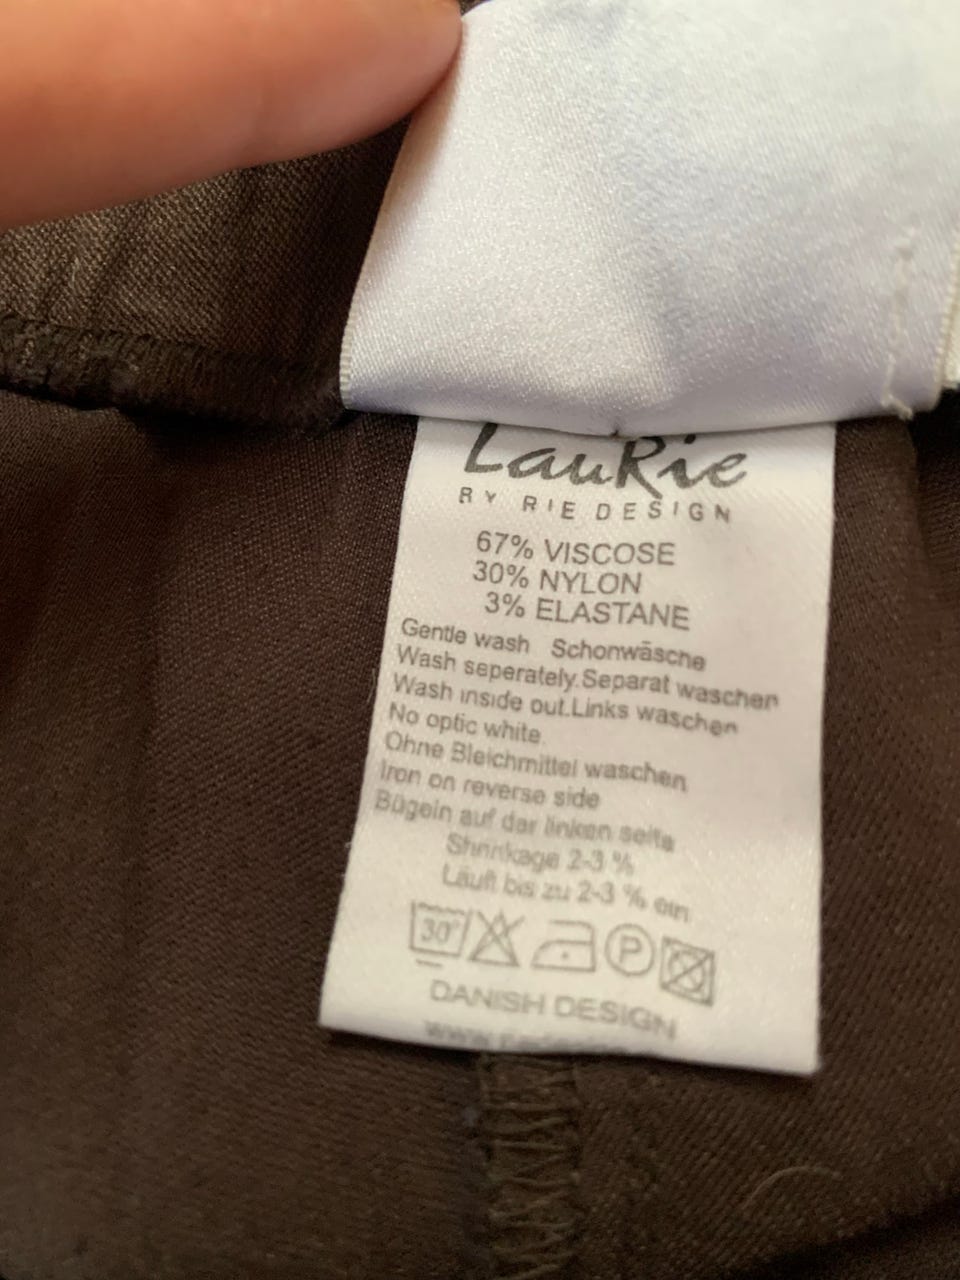 LauRie
BY RIE DESIGN
67% VISCOSE
30% NYLON
3% ELASTANE
Gentle wash Schonwäsche
Wash seperately.Separat waschen
Wash inside out.Links waschen
No optic white.
Ohne Bleichmittel waschen
Iron on reverse side
Bügeln auf der linken seite
Shrinkage 2-3 %
Läuft bis zu 2-3 % ein
30° P
DANISH DESIGN